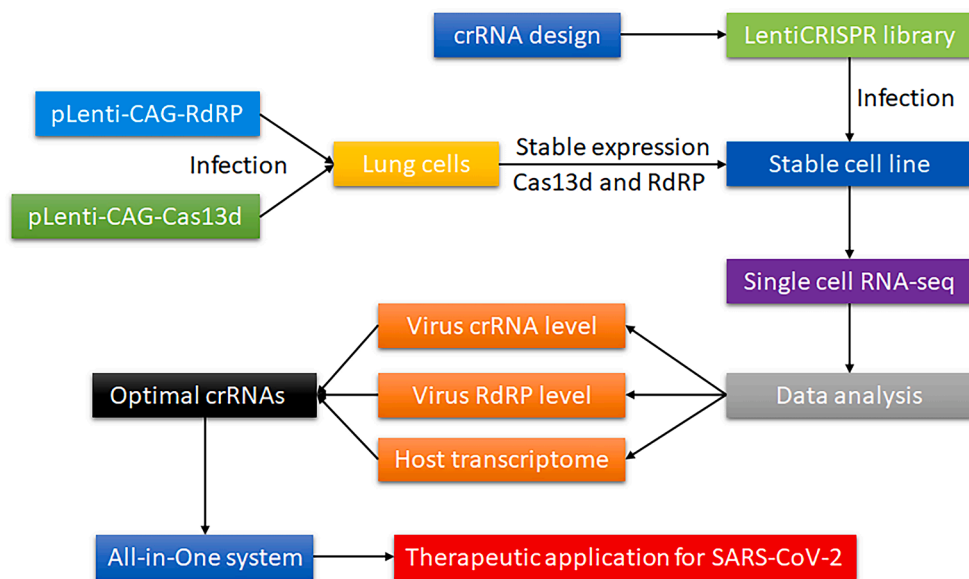 crRNA design
LentiCRISPR library
Infection
pLenti-CAG-RdRP
Infection
pLenti-CAG-Cas13d
Lung cells
Stable expression
Cas13d and RdRP
Stable cell line
Single cell RNA-seq
Data analysis
Virus crRNA level
Virus RdRP level
Host transcriptome
Optimal crRNAs
All-in-One system
Therapeutic application for SARS-CoV-2